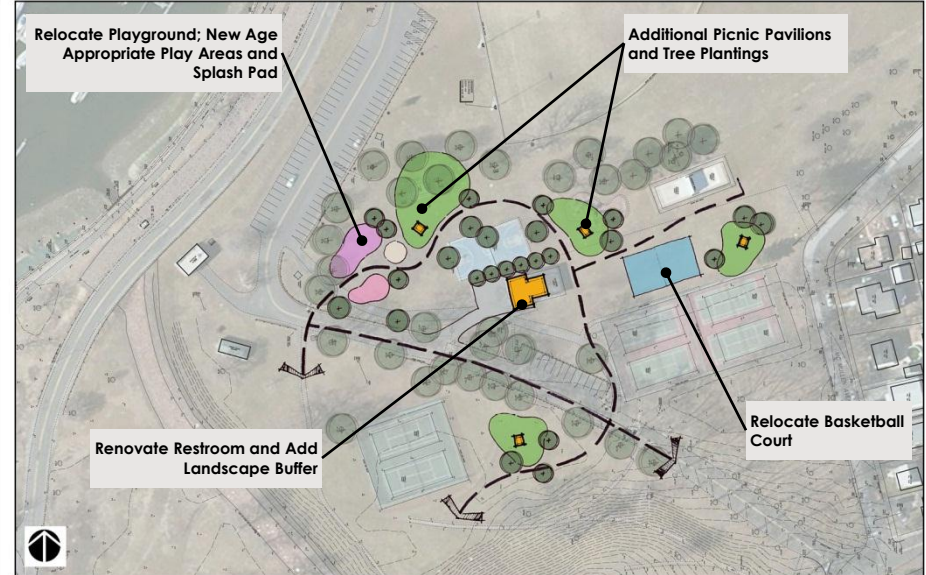 Relocate Playground; New Age
Appropriate Play Areas and
Splash Pad
Additional Picnic Pavilions
and Tree Plantings
Relocate Basketball
Court
Renovate Restroom and Add
Landscape Buffer